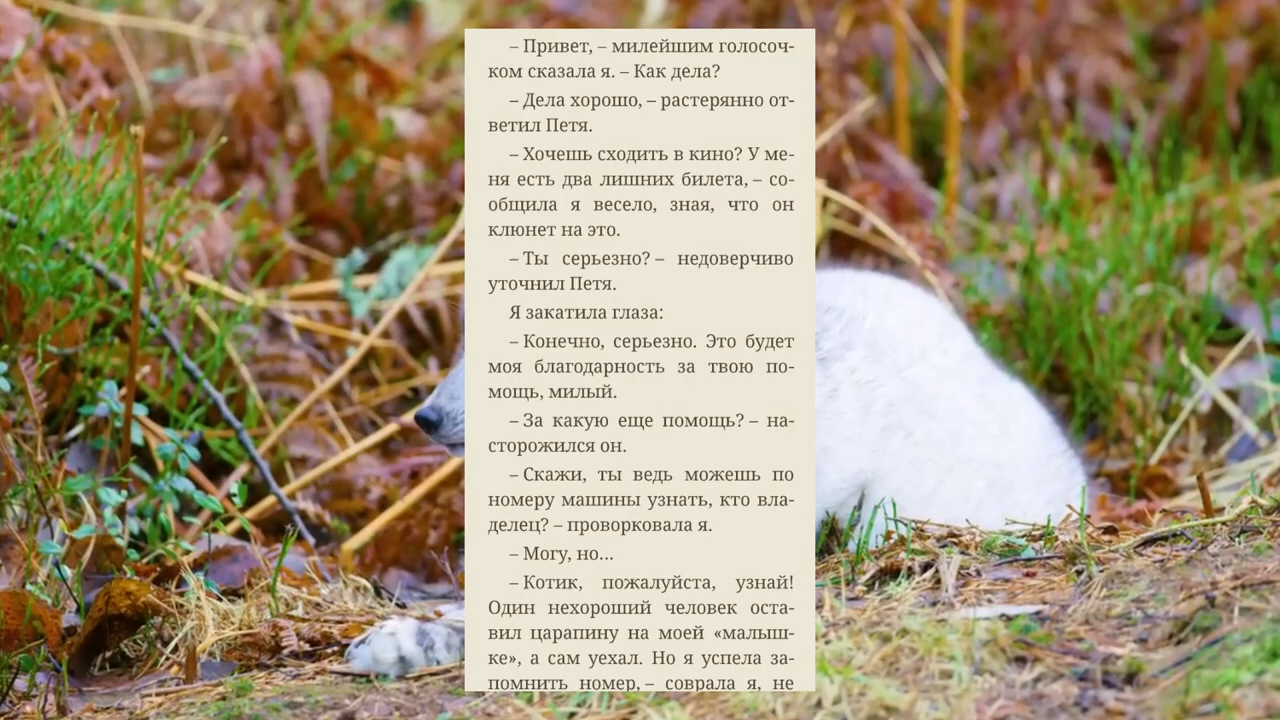 – Привет, – милейшим голосоч-
ком сказала я. – Как дела?
– Дела хорошо, – растерянно от-
ветил Петя.
– Хочешь сходить в кино? У ме-
ня есть два лишних билета, – со-
общила я весело, зная, что он
клюнет на это.
– Ты серьезно? – недоверчиво
уточнил Петя.
Я закатила глаза:
– Конечно, серьезно. Это будет
моя благодарность за твою по-
мощь, милый.
– За какую еще помощь? – на-
сторожился он.
– Скажи, ты ведь можешь по
номеру машины узнать, кто вла-
делец? – проворковала я.
– Могу, но...
– Котик, пожалуйста, узнай!
Один нехороший человек оста-
вил царапину на моей «малыш-
ке», а сам уехал. Но я успела за-
помнить номер, – соврала я, не